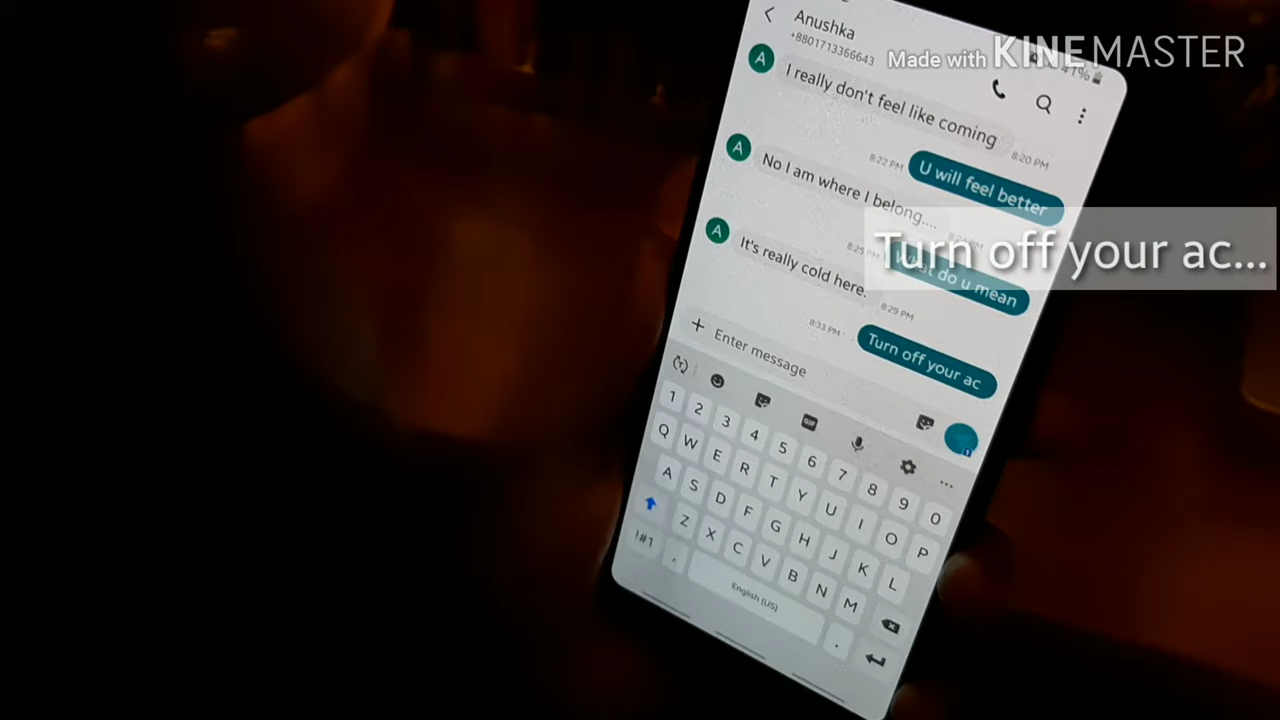 Anushka
+8801713366643
Made with KINEMASTER
41%
A
I really don't feel like coming
8:20 PM
8:22 PM
U will feel better
A
No I am where I belong....
8:25 PM
What do u mean
Turn off your ac...
A
It's really cold here.
8:29 PM
8:33 PM
Turn off your ac
Enter message
GIF
1 2 3 4 5 6 7 8 9 0
Q W E R T Y U I O P
A S D F G H J K L
Z X C V B N M
!#1 , English (US) .